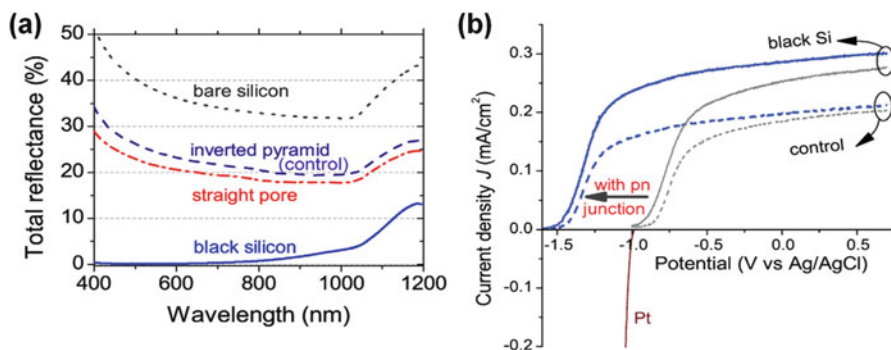 (a)
50
40
30
20
10
0
Total reflectance (%)
bare silicon
inverted pyramid
(control)
straight pore
black silicon
400
600
800
1000
1200
Wavelength (nm)
(b)
0.3
0.2
0.1
0.0
-0.1
-0.2
Current density J (mA/cm²)
black Si
control
with pn
junction
-1.5
-1.0
-0.5
0.0
0.5
Potential (V vs Ag/AgCl)
Pt